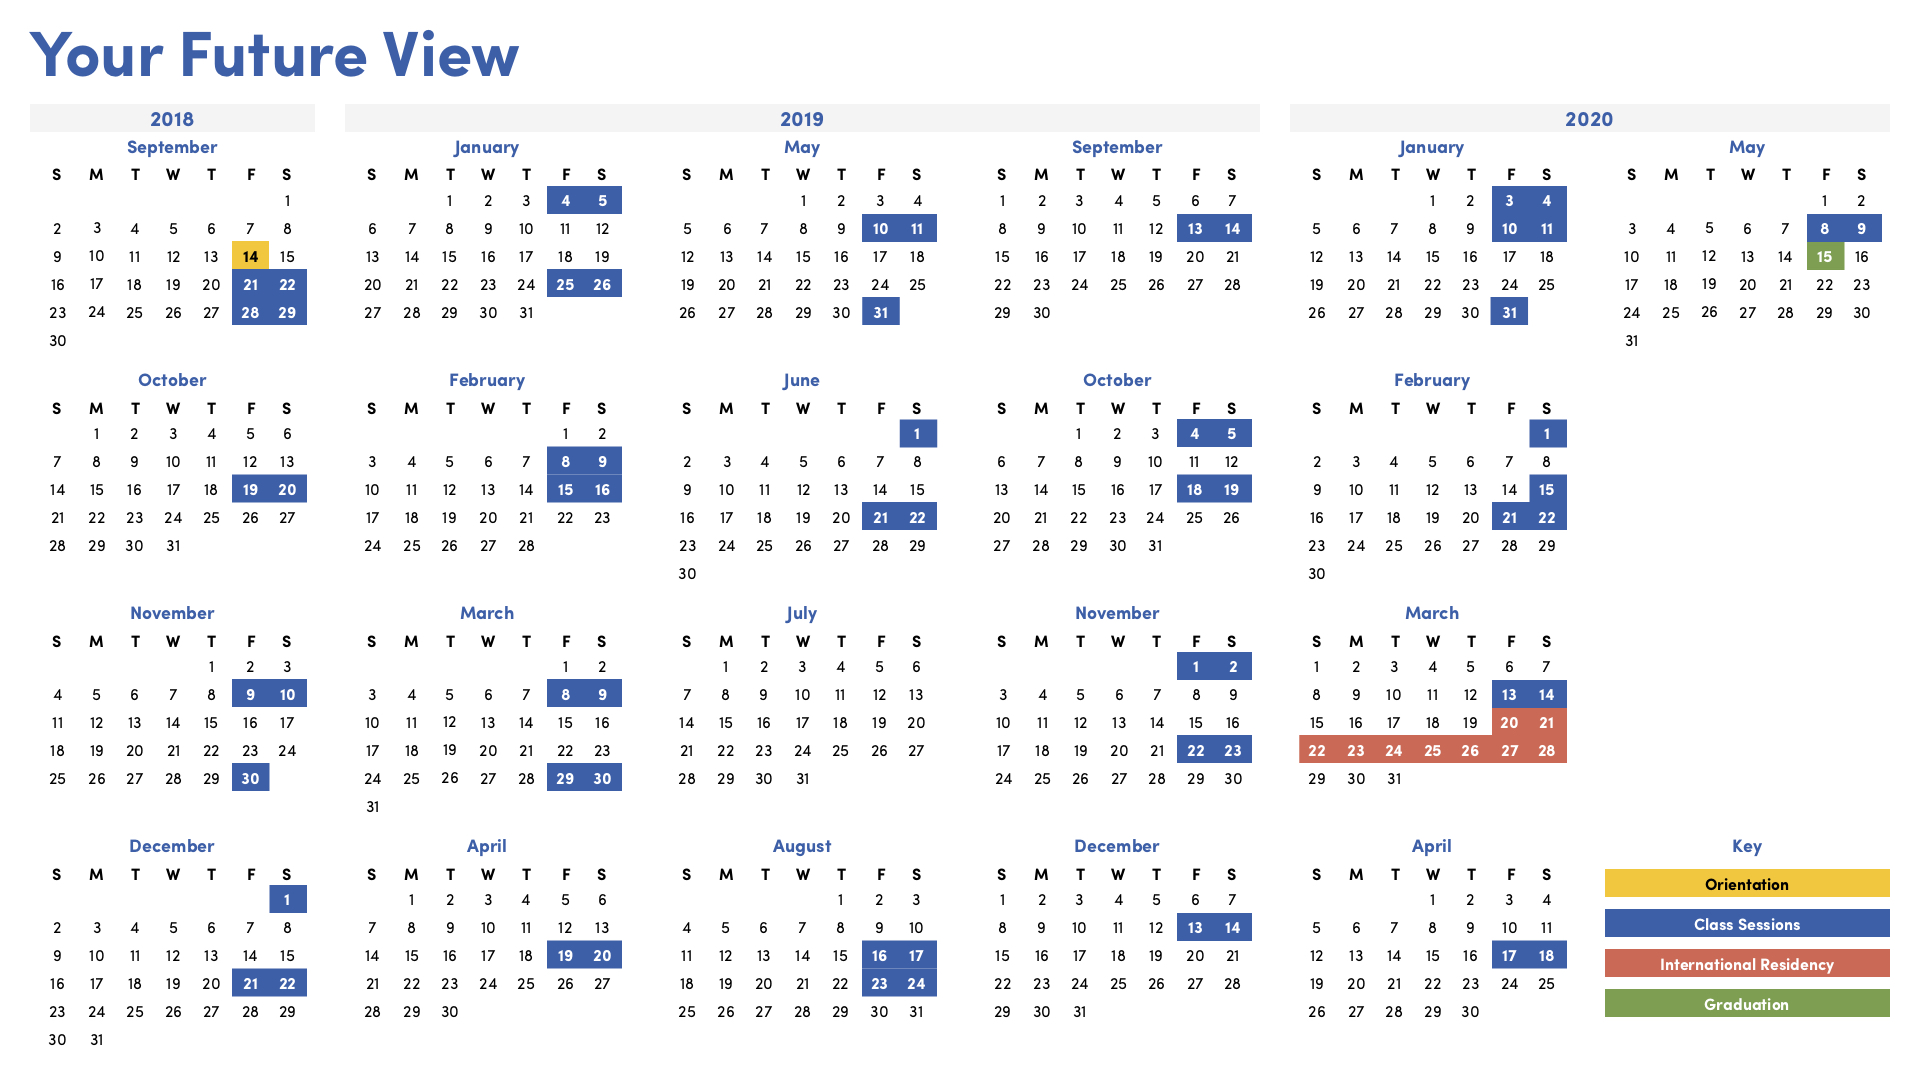 Your Future View
2018
September
S M T W T F S
1
2 3 4 5 6 7 8
9 10 11 12 13 14 15
16 17 18 19 20 21 22
23 24 25 26 27 28 29
30
October
S M T W T F S
1 2 3 4 5 6
7 8 9 10 11 12 13
14 15 16 17 18 19 20
21 22 23 24 25 26 27
28 29 30 31
November
S M T W T F S
1 2 3
4 5 6 7 8 9 10
11 12 13 14 15 16 17
18 19 20 21 22 23 24
25 26 27 28 29 30
December
S M T W T F S
1
2 3 4 5 6 7 8
9 10 11 12 13 14 15
16 17 18 19 20 21 22
23 24 25 26 27 28 29
30 31
2019
January
S M T W T F S
1 2 3 4 5
6 7 8 9 10 11 12
13 14 15 16 17 18 19
20 21 22 23 24 25 26
27 28 29 30 31
February
S M T W T F S
1 2
3 4 5 6 7 8 9
10 11 12 13 14 15 16
17 18 19 20 21 22 23
24 25 26 27 28
March
S M T W T F S
1 2
3 4 5 6 7 8 9
10 11 12 13 14 15 16
17 18 19 20 21 22 23
24 25 26 27 28 29 30
31
April
S M T W T F S
1 2 3 4 5 6
7 8 9 10 11 12 13
14 15 16 17 18 19 20
21 22 23 24 25 26 27
28 29 30
May
S M T W T F S
1 2 3 4
5 6 7 8 9 10 11
12 13 14 15 16 17 18
19 20 21 22 23 24 25
26 27 28 29 30 31
June
S M T W T F S
1
2 3 4 5 6 7 8
9 10 11 12 13 14 15
16 17 18 19 20 21 22
23 24 25 26 27 28 29
30
July
S M T W T F S
1 2 3 4 5 6
7 8 9 10 11 12 13
14 15 16 17 18 19 20
21 22 23 24 25 26 27
28 29 30 31
August
S M T W T F S
1 2 3
4 5 6 7 8 9 10
11 12 13 14 15 16 17
18 19 20 21 22 23 24
25 26 27 28 29 30 31
September
S M T W T F S
1 2 3 4 5 6 7
8 9 10 11 12 13 14
15 16 17 18 19 20 21
22 23 24 25 26 27 28
29 30
October
S M T W T F S
1 2 3 4 5
6 7 8 9 10 11 12
13 14 15 16 17 18 19
20 21 22 23 24 25 26
27 28 29 30 31
November
S M T W T F S
1 2
3 4 5 6 7 8 9
10 11 12 13 14 15 16
17 18 19 20 21 22 23
24 25 26 27 28 29 30
December
S M T W T F S
1 2 3 4 5 6 7
8 9 10 11 12 13 14
15 16 17 18 19 20 21
22 23 24 25 26 27 28
29 30 31
2020
January
S M T W T F S
1 2 3 4
5 6 7 8 9 10 11
12 13 14 15 16 17 18
19 20 21 22 23 24 25
26 27 28 29 30 31
February
S M T W T F S
1
2 3 4 5 6 7 8
9 10 11 12 13 14 15
16 17 18 19 20 21 22
23 24 25 26 27 28 29
30
March
S M T W T F S
1 2 3 4 5 6 7
8 9 10 11 12 13 14
15 16 17 18 19 20 21
22 23 24 25 26 27 28
29 30 31
April
S M T W T F S
1 2 3 4
5 6 7 8 9 10 11
12 13 14 15 16 17 18
19 20 21 22 23 24 25
26 27 28 29 30
May
S M T W T F S
1 2
3 4 5 6 7 8 9
10 11 12 13 14 15 16
17 18 19 20 21 22 23
24 25 26 27 28 29 30
31
Key
Orientation
Class Sessions
International Residency
Graduation